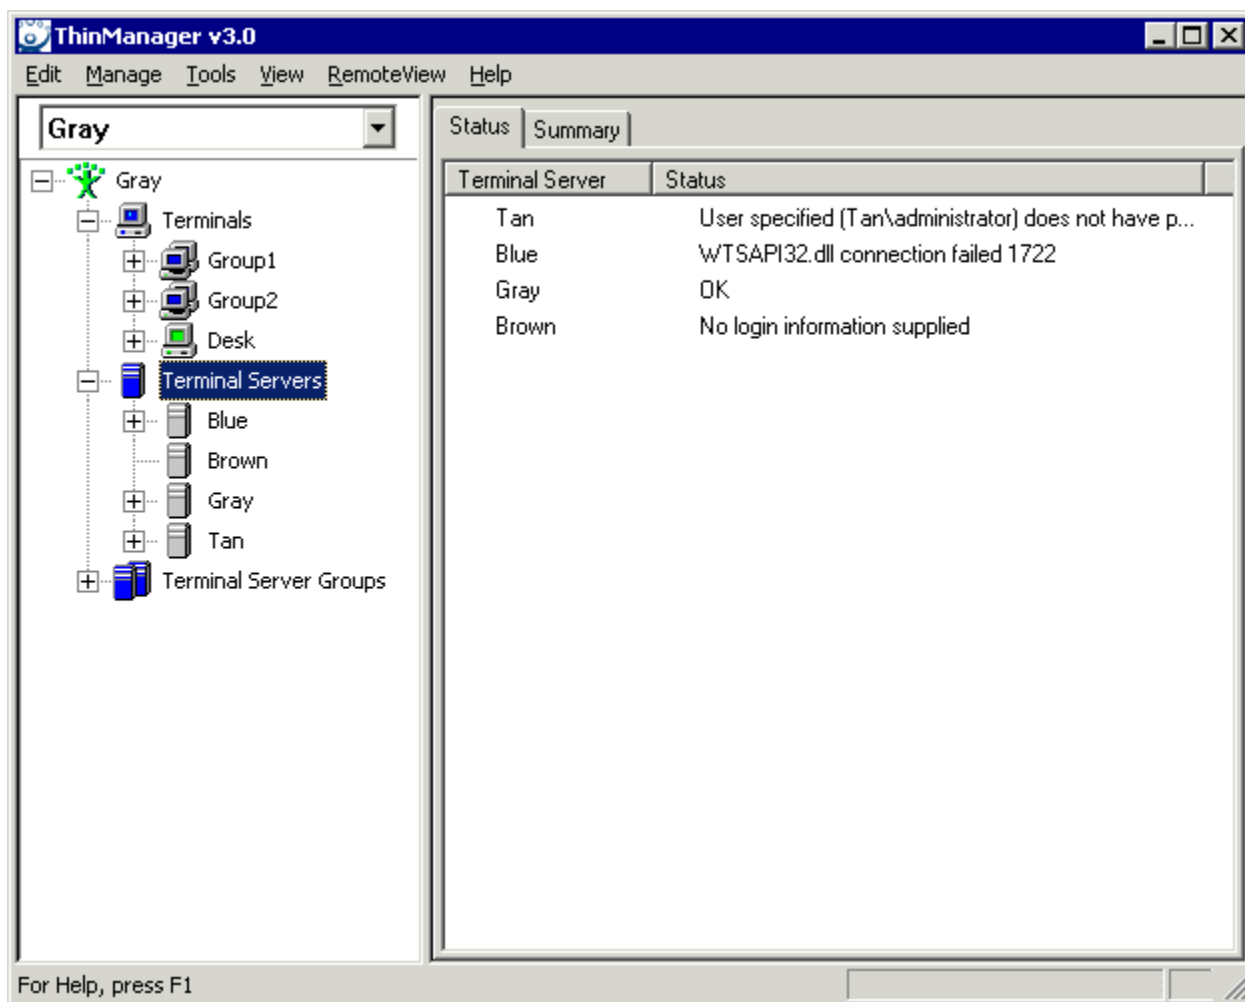 ThinManager v3.0
Edit Manage Tools View RemoteView Help
Gray
Gray
Terminals
Group1
Group2
Desk
Terminal Servers
Blue
Brown
Gray
Tan
Terminal Server Groups
Status Summary
Terminal Server Status
Tan User specified (Tan\administrator) does not have p...
Blue WTSAPI32.dll connection failed 1722
Gray OK
Brown No login information supplied
For Help, press F1